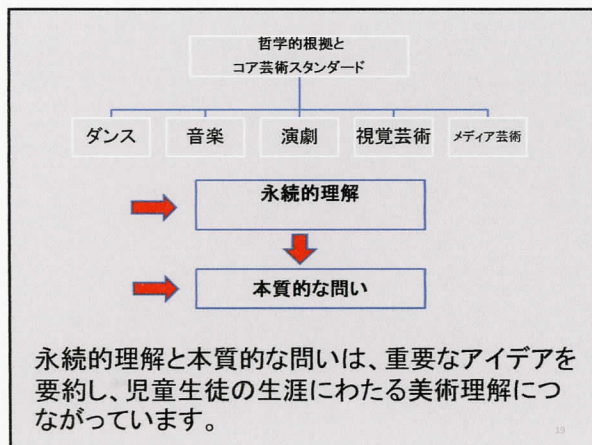 哲学的根拠と
コア芸術スタンダード
ダンス 音楽 演劇 視覚芸術 メディア芸術
永続的理解
本質的な問い
永続的理解と本質的な問いは、重要なアイデアを
要約し、児童生徒の生涯にわたる美術理解につ
ながっています。
19